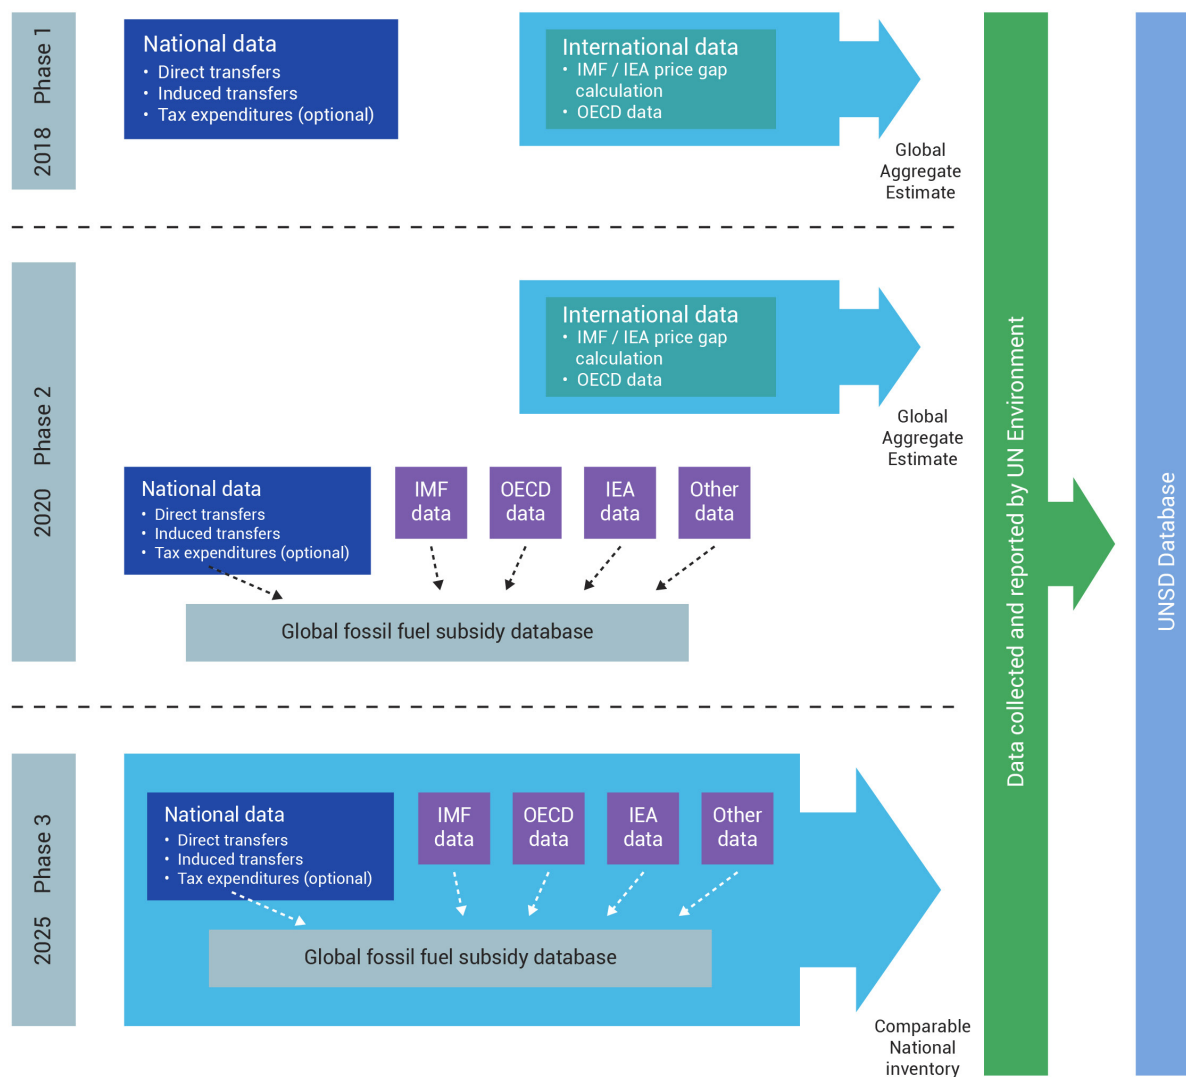 2018 Phase 1
National data
• Direct transfers
• Induced transfers
• Tax expenditures (optional)
International data
• IMF / IEA price gap
calculation
• OECD data
Global
Aggregate
Estimate
2020 Phase 2
International data
• IMF / IEA price gap
calculation
• OECD data
Global
Aggregate
Estimate
National data
• Direct transfers
• Induced transfers
• Tax expenditures (optional)
IMF
data
OECD
data
IEA
data
Other
data
Global fossil fuel subsidy database
2025 Phase 3
National data
• Direct transfers
• Induced transfers
• Tax expenditures (optional)
IMF
data
OECD
data
IEA
data
Other
data
Global fossil fuel subsidy database
Comparable
National
inventory
Data collected and reported by UN Environment
UNSD Database